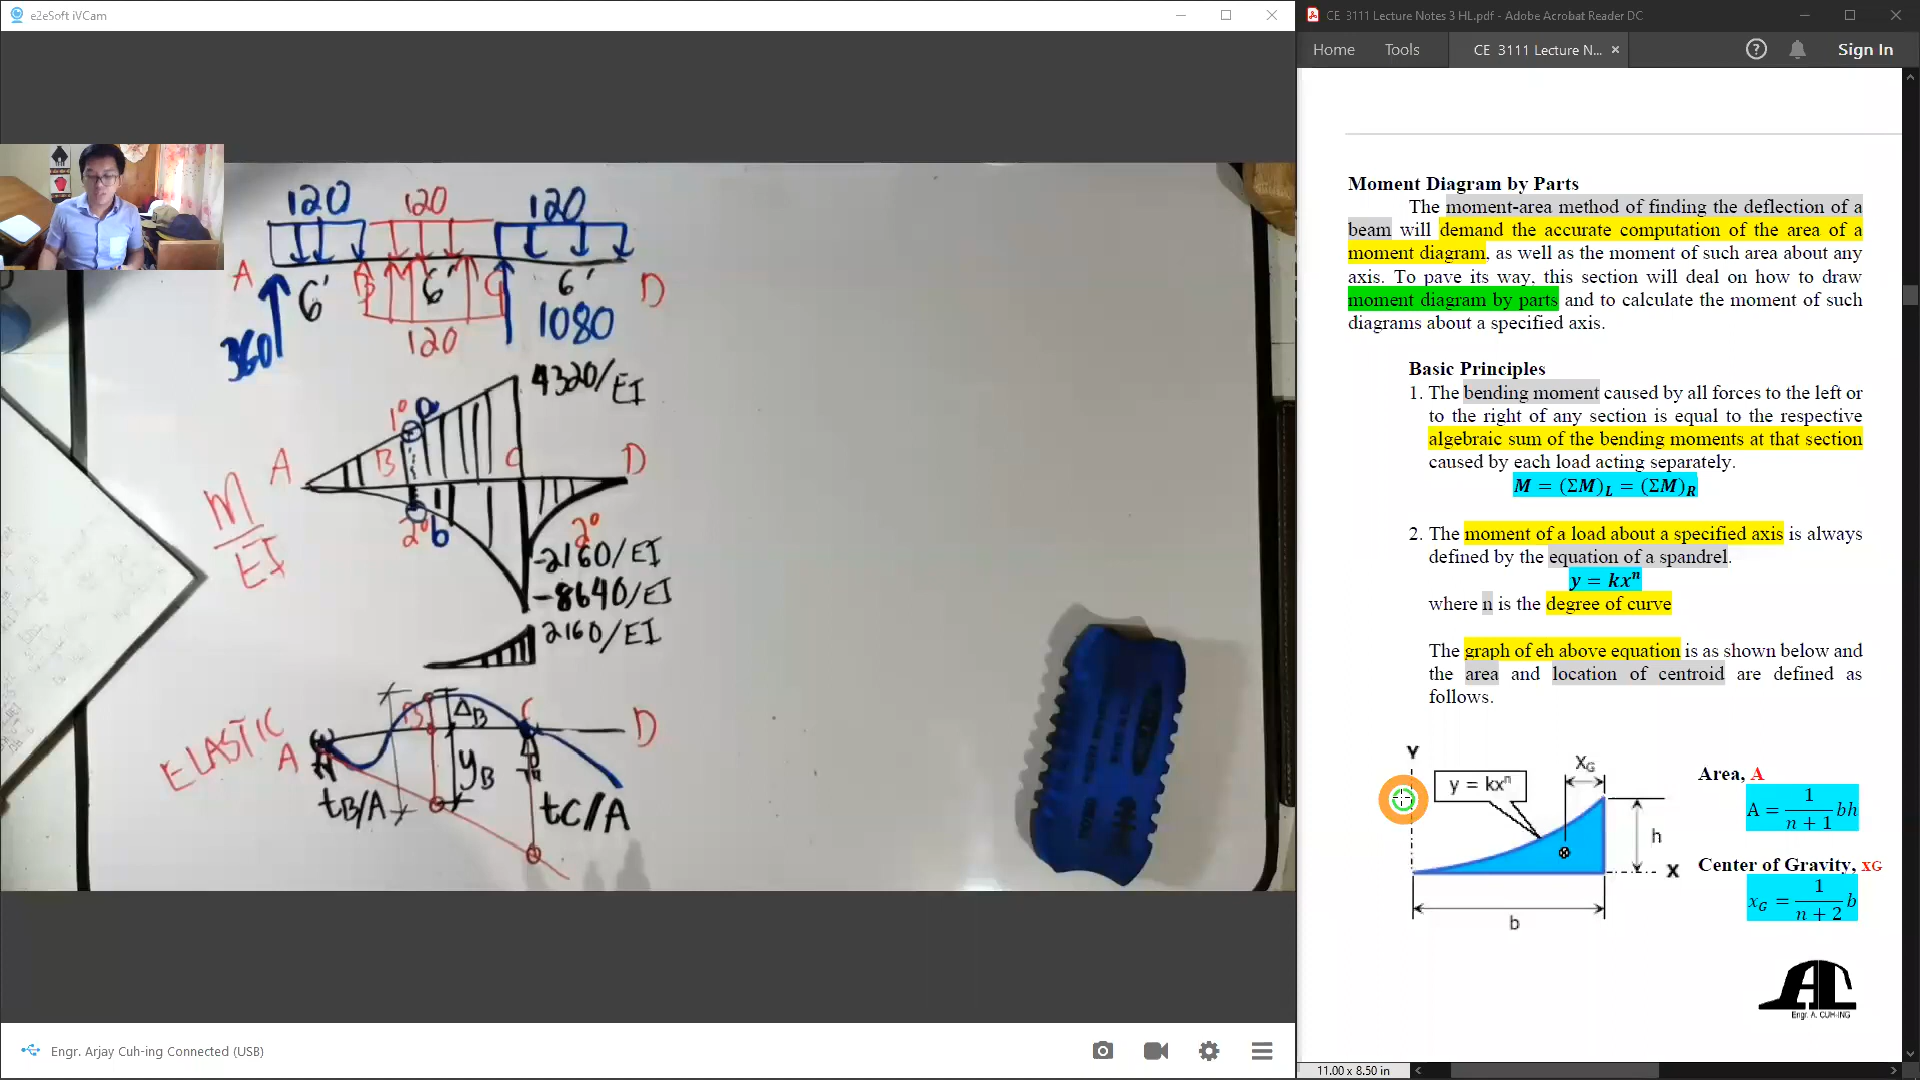 e2eSoft iVCam
120 120 120
A B C D
6' 6' 6'
360 120 1080
4320/EI
1° a
A B C D
M/EI
2° b 2°
-2160/EI
-8640/EI
2160/EI
ELASTIC
A B C D
ΔB
yB
tB/A tC/A
Engr. Arjay Cuh-ing Connected (USB)
CE 3111 Lecture Notes 3 HL.pdf - Adobe Acrobat Reader DC
Home Tools CE 3111 Lecture N... × Sign In
Moment Diagram by Parts
The moment-area method of finding the deflection of a
beam will demand the accurate computation of the area of a
moment diagram, as well as the moment of such area about any
axis. To pave its way, this section will deal on how to draw
moment diagram by parts and to calculate the moment of such
diagrams about a specified axis.
Basic Principles
1. The bending moment caused by all forces to the left or
to the right of any section is equal to the respective
algebraic sum of the bending moments at that section
caused by each load acting separately.
M = (ΣM)L = (ΣM)R
2. The moment of a load about a specified axis is always
defined by the equation of a spandrel.
y = kxⁿ
where n is the degree of curve
The graph of eh above equation is as shown below and
the area and location of centroid are defined as
follows.
Y
y = kxⁿ
XG
h
X
b
Area, A
A = 1/(n + 1) bh
Center of Gravity, xG
xG = 1/(n + 2) b
Engr. A. CUH-ING
11.00 x 8.50 in